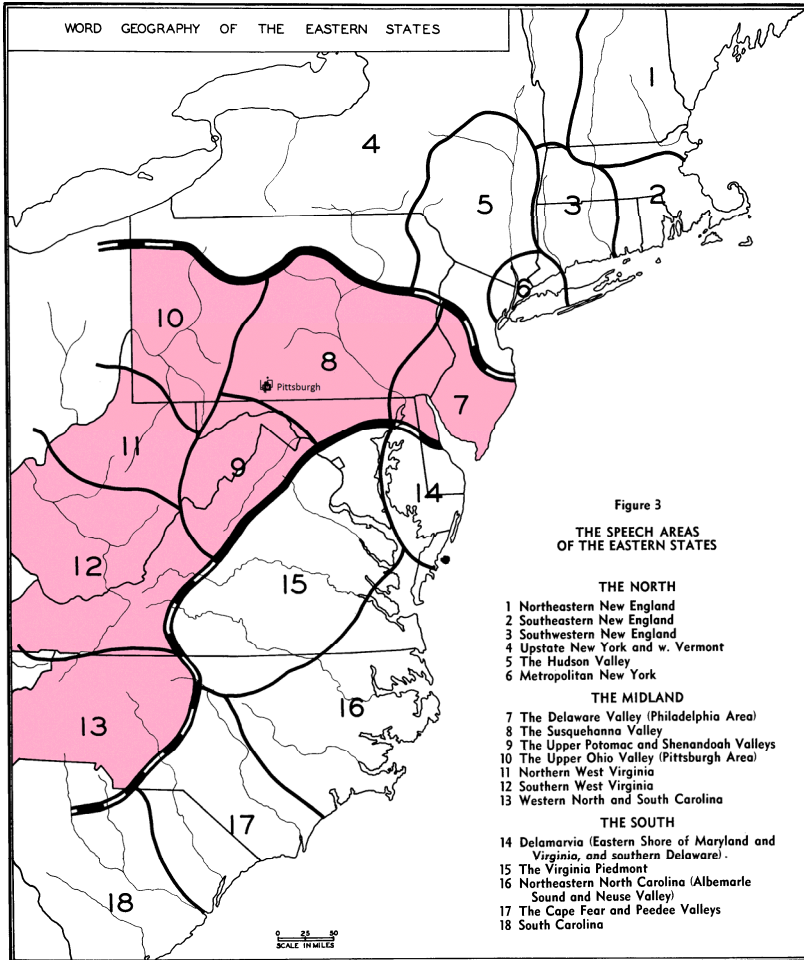 WORD GEOGRAPHY OF THE EASTERN STATES
1
4
5
3
2
6
10
8
Pittsburgh
7
11
9
14
12
15
13
16
17
18
0 25 50
SCALE IN MILES
Figure 3
THE SPEECH AREAS
OF THE EASTERN STATES
THE NORTH
1 Northeastern New England
2 Southeastern New England
3 Southwestern New England
4 Upstate New York and w. Vermont
5 The Hudson Valley
6 Metropolitan New York
THE MIDLAND
7 The Delaware Valley (Philadelphia Area)
8 The Susquehanna Valley
9 The Upper Potomac and Shenandoah Valleys
10 The Upper Ohio Valley (Pittsburgh Area)
11 Northern West Virginia
12 Southern West Virginia
13 Western North and South Carolina
THE SOUTH
14 Delamarvia (Eastern Shore of Maryland and
Virginia, and southern Delaware).
15 The Virginia Piedmont
16 Northeastern North Carolina (Albemarle
Sound and Neuse Valley)
17 The Cape Fear and Peedee Valleys
18 South Carolina